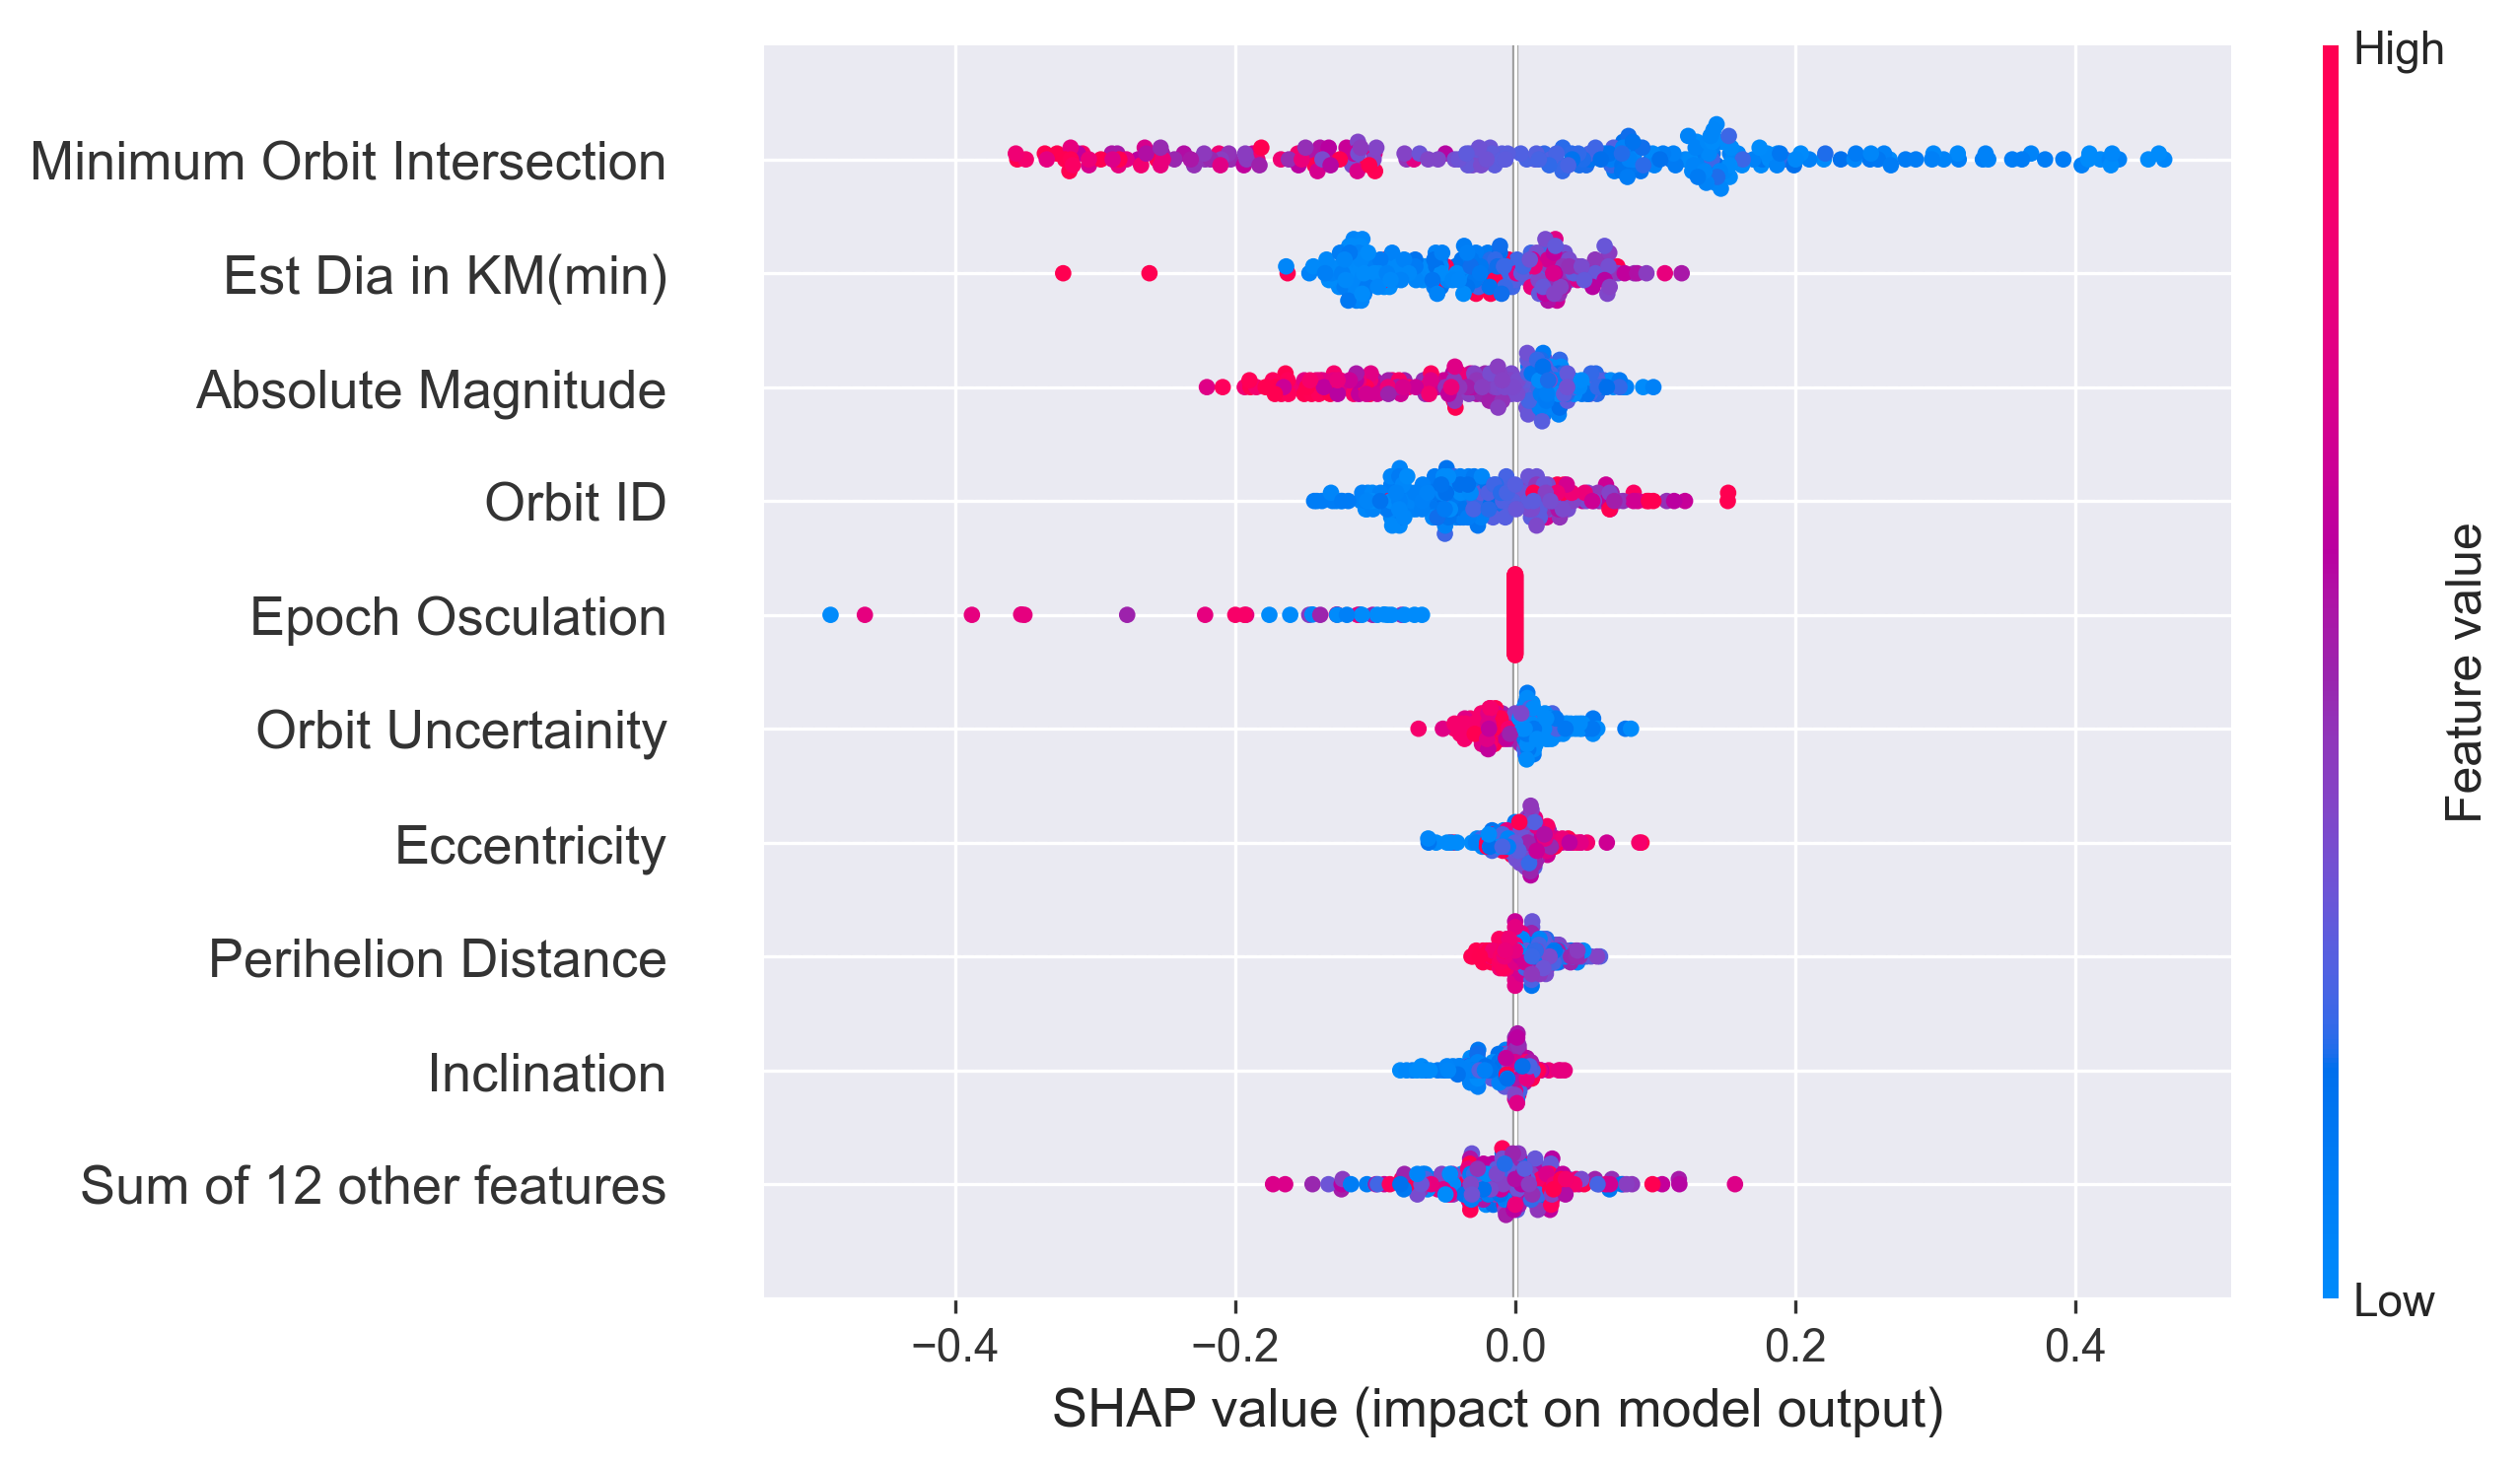 High
Minimum Orbit Intersection
Est Dia in KM(min)
Absolute Magnitude
Orbit ID
Epoch Osculation
Orbit Uncertainity
Eccentricity
Perihelion Distance
Inclination
Sum of 12 other features
Feature value
Low
−0.4 −0.2 0.0 0.2 0.4
SHAP value (impact on model output)